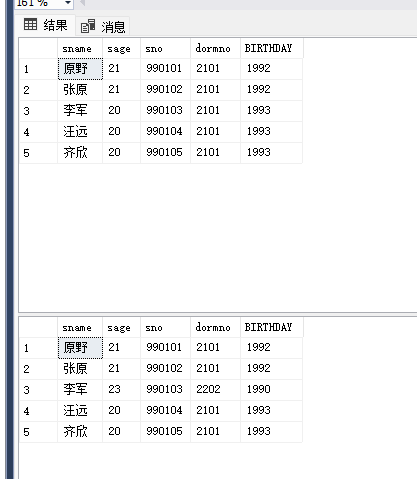 161 %
结果 消息
sname sage sno dormno BIRTHDAY
1 原野 21 990101 2101 1992
2 张原 21 990102 2101 1992
3 李军 20 990103 2101 1993
4 汪远 20 990104 2101 1993
5 齐欣 20 990105 2101 1993
sname sage sno dormno BIRTHDAY
1 原野 21 990101 2101 1992
2 张原 21 990102 2101 1992
3 李军 23 990103 2202 1990
4 汪远 20 990104 2101 1993
5 齐欣 20 990105 2101 1993